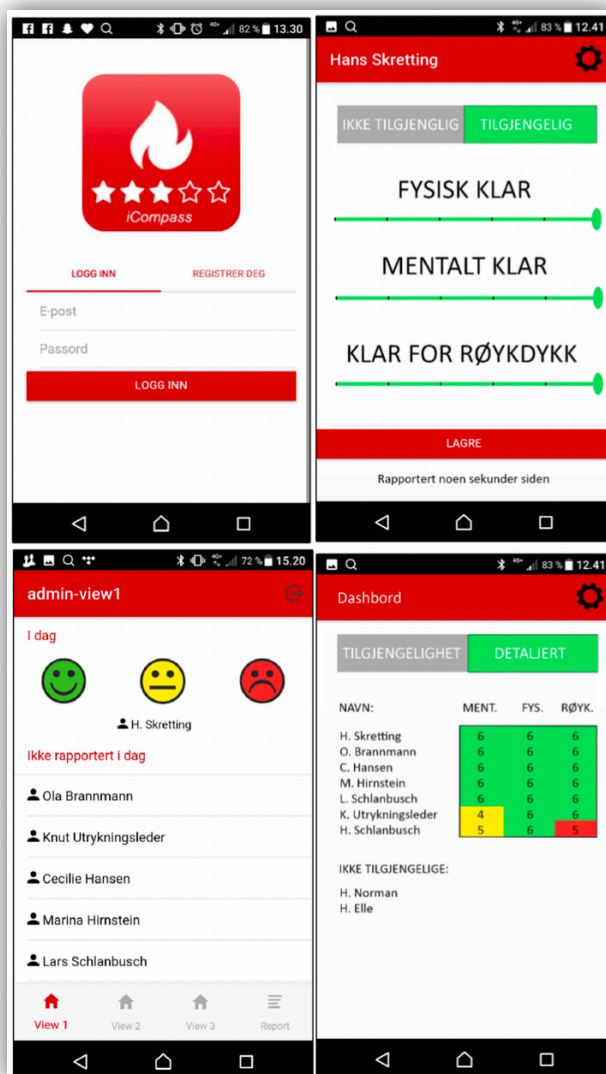 82 % 13.30
iCompass
LOGG INN REGISTRER DEG
E-post
Passord
LOGG INN
4G+ 83 % 12.41
Hans Skretting
IKKE TILGJENGLIG TILGJENGELIG
FYSISK KLAR
MENTALT KLAR
KLAR FOR RØYKDYKK
LAGRE
Rapportert noen sekunder siden
4G+ 72 % 15.20
admin-view1
I dag
H. Skretting
Ikke rapportert i dag
Ola Brannmann
Knut Utrykningsleder
Cecilie Hansen
Marina Hirnstein
Lars Schlanbusch
View 1 View 2 View 3 Report
4G+ 83 % 12.41
Dashbord
TILGJENGELIGHET DETALJERT
NAVN: MENT. FYS. RØYK.
H. Skretting 6 6 6
O. Brannmann 6 6 6
C. Hansen 6 6 6
M. Hirnstein 6 6 6
L. Schlanbusch 6 6 6
K. Utrykningsleder 4 6 6
H. Schlanbusch 5 6 5
IKKE TILGJENGELIGE:
H. Norman
H. Elle